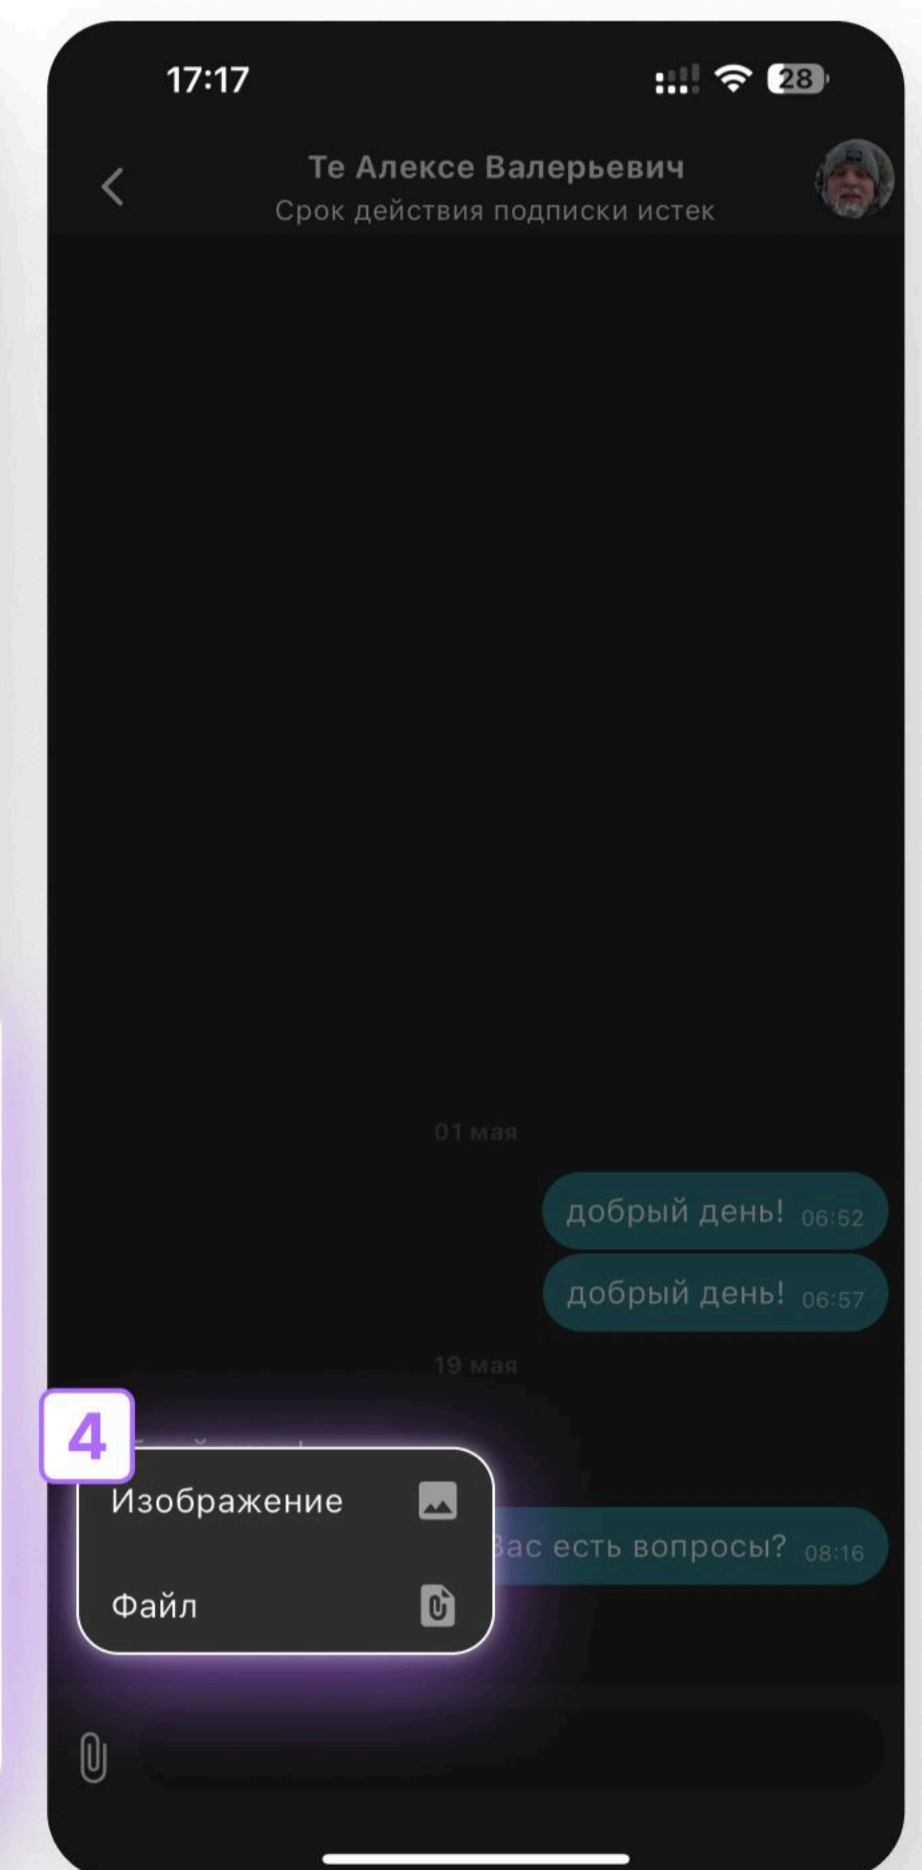 17:17
28
Те Алексе Валерьевич
Срок действия подписки истек
01 мая
добрый день! 06:52
добрый день! 06:57
19 мая
4
Изображение
Вас есть вопросы? 08:16
Файл